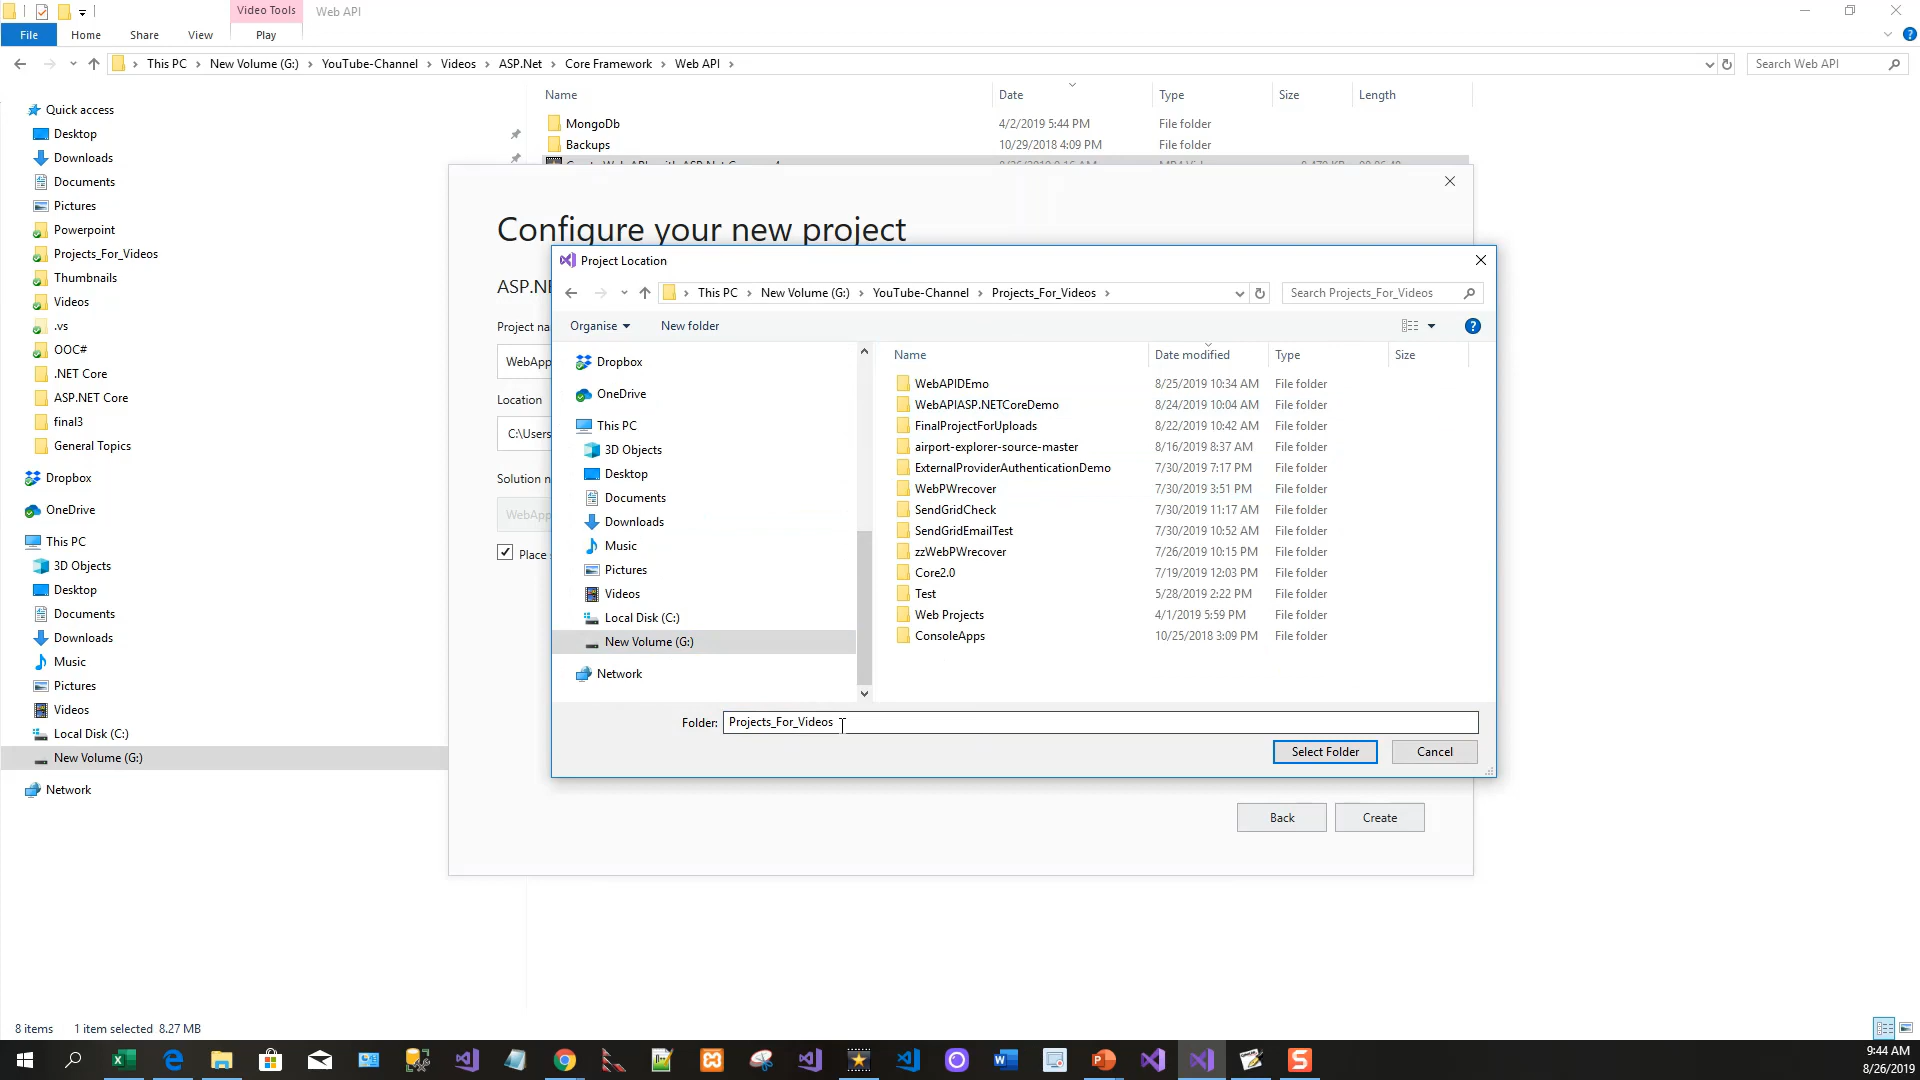 Video Tools
Web API
File
Home
Share
View
Play
This PC
New Volume (G:)
YouTube-Channel
Videos
ASP.Net
Core Framework
Web API
Search Web API
Quick access
Desktop
Downloads
Documents
Pictures
Powerpoint
Projects_For_Videos
Thumbnails
Videos
.vs
OOC#
.NET Core
ASP.NET Core
final3
General Topics
Dropbox
OneDrive
This PC
3D Objects
Desktop
Documents
Downloads
Music
Pictures
Videos
Local Disk (C:)
New Volume (G:)
Network
Name Date Type Size Length
MongoDb 4/2/2019 5:44 PM File folder
Backups 10/29/2018 4:09 PM File folder
Configure your new project
ASP.NE
Project na
WebApp
Location
C:\Users
Solution n
WebApp
Place
Project Location
This PC
New Volume (G:)
YouTube-Channel
Projects_For_Videos
Search Projects_For_Videos
Organise
New folder
Dropbox
OneDrive
This PC
3D Objects
Desktop
Documents
Downloads
Music
Pictures
Videos
Local Disk (C:)
New Volume (G:)
Network
Name Date modified Type Size
WebAPIDEmo 8/25/2019 10:34 AM File folder
WebAPIASP.NETCoreDemo 8/24/2019 10:04 AM File folder
FinalProjectForUploads 8/22/2019 10:42 AM File folder
airport-explorer-source-master 8/16/2019 8:37 AM File folder
ExternalProviderAuthenticationDemo 7/30/2019 7:17 PM File folder
WebPWrecover 7/30/2019 3:51 PM File folder
SendGridCheck 7/30/2019 11:17 AM File folder
SendGridEmailTest 7/30/2019 10:52 AM File folder
zzWebPWrecover 7/26/2019 10:15 PM File folder
Core2.0 7/19/2019 12:03 PM File folder
Test 5/28/2019 2:22 PM File folder
Web Projects 4/1/2019 5:59 PM File folder
ConsoleApps 10/25/2018 3:09 PM File folder
Folder: Projects_For_Videos
Select Folder
Cancel
Back
Create
8 items 1 item selected 8.27 MB
9:44 AM
8/26/2019